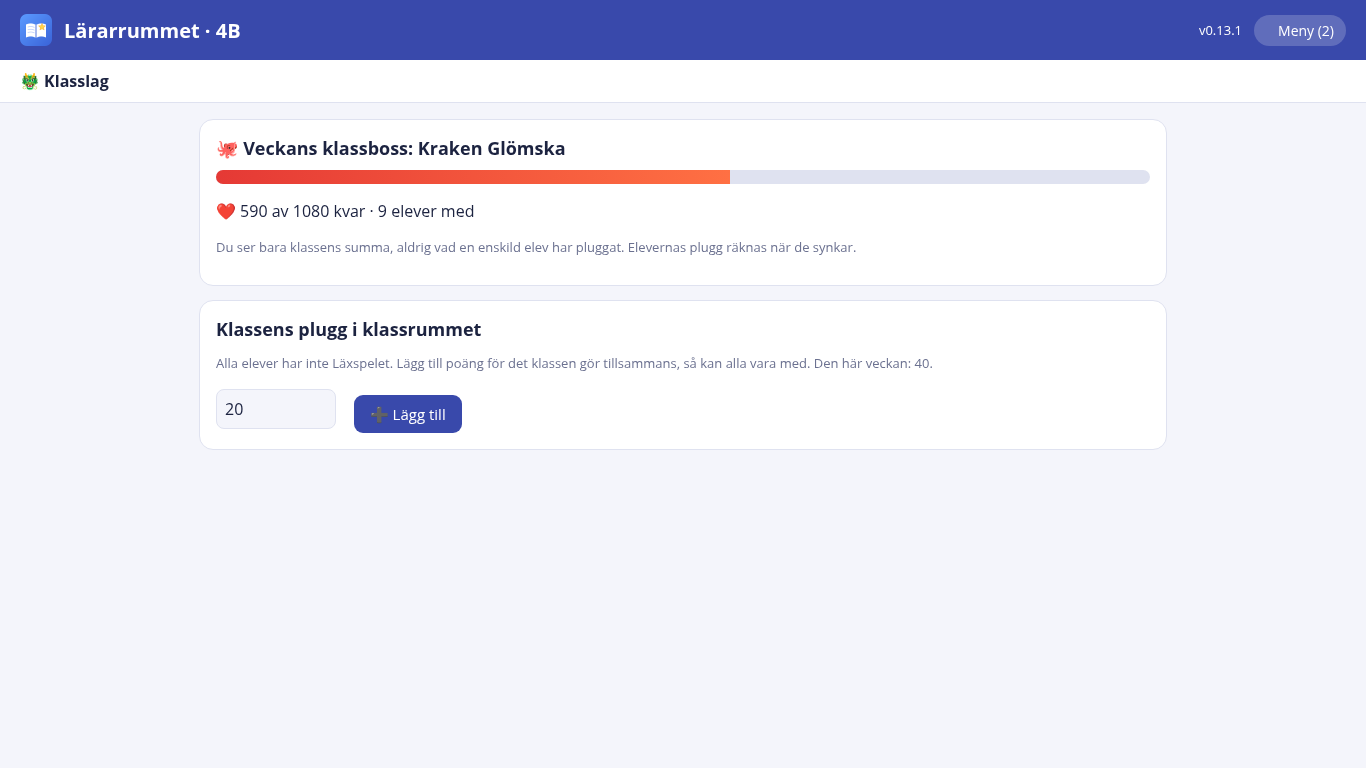 Lärarrummet · 4B
v0.13.1
Meny (2)
Klasslag
Veckans klassboss: Kraken Glömska
590 av 1080 kvar · 9 elever med
Du ser bara klassens summa, aldrig vad en enskild elev har pluggat. Elevernas plugg räknas när de synkar.
Klassens plugg i klassrummet
Alla elever har inte Läxspelet. Lägg till poäng för det klassen gör tillsammans, så kan alla vara med. Den här veckan: 40.
20
➕ Lägg till